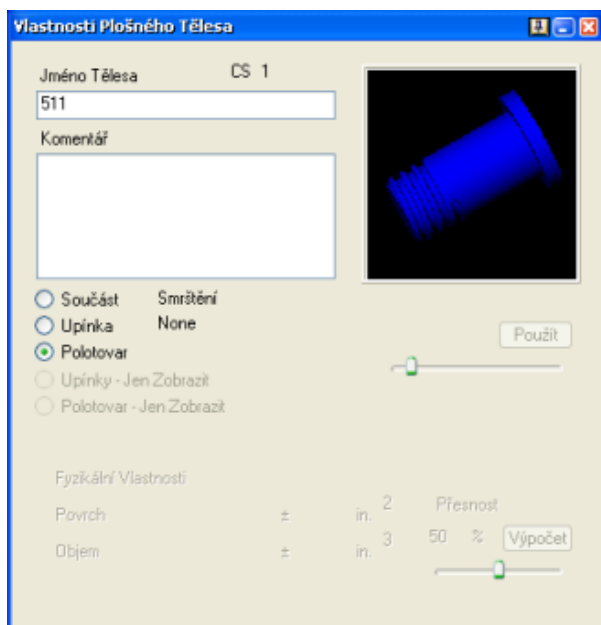 Vlastnosti Plošného Tělesa
Jméno Tělesa CS 1
511
Komentář
Součást Smrštění
Upínka None
Polotovar
Použít
Upínky - Jen Zobrazit
Polotovar - Jen Zobrazit
Fyzikální Vlastnosti
Povrch ± in. 2 Přesnost
Objem ± in. 3 50 % Výpočet